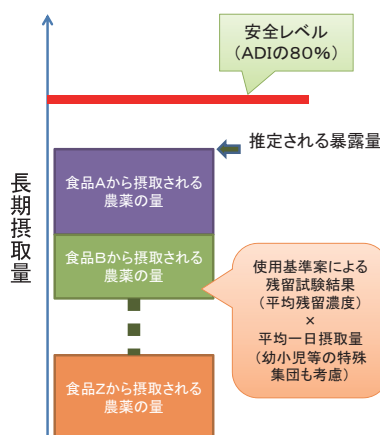 安全レベル
(ADIの80%)
推定される暴露量
長期摂取量
食品Aから摂取される
農薬の量
食品Bから摂取される
農薬の量
使用基準案による
残留試験結果
(平均残留濃度)
×
平均一日摂取量
(幼小児等の特殊
集団も考慮)
食品Zから摂取される
農薬の量